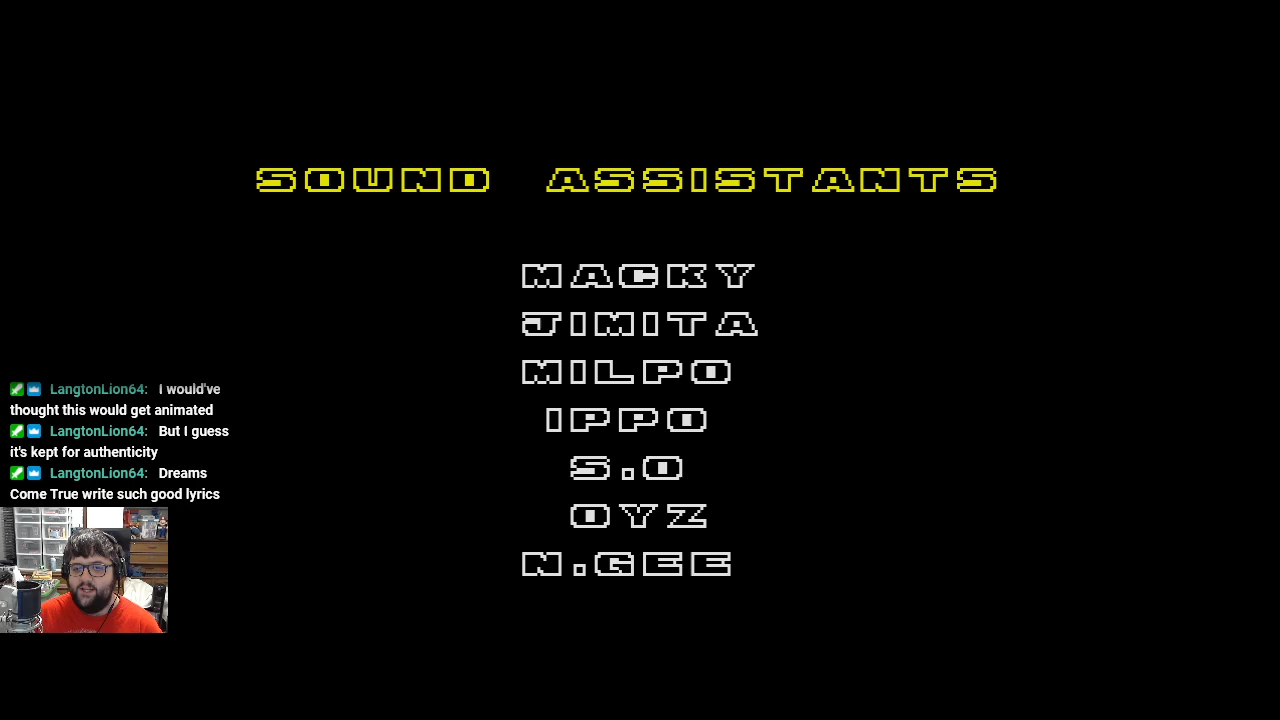 SOUND ASSISTANTS
MACKY
JIMITA
MILPO
IPPO
S.O
OYZ
N.GEE
LangtonLion64: I would've
thought this would get animated
LangtonLion64: But I guess
it's kept for authenticity
LangtonLion64: Dreams
Come True write such good lyrics